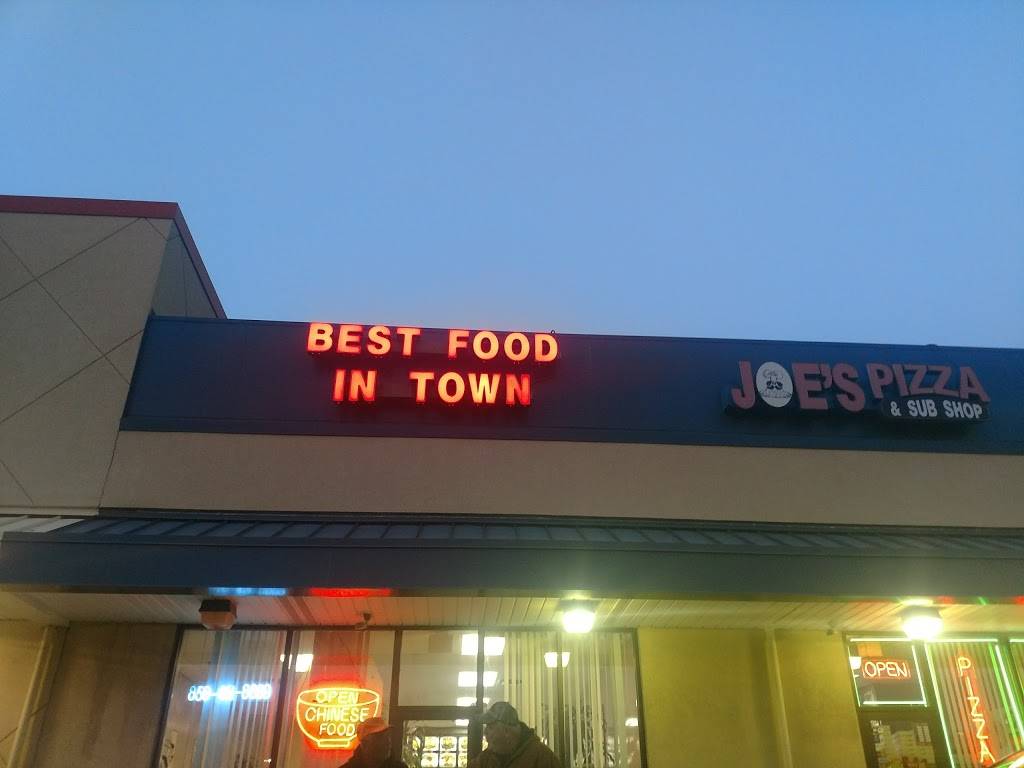 BEST FOOD
IN TOWN
JOE'S PIZZA
& SUB SHOP
OPEN
CHINESE
FOOD
OPEN
PIZZA